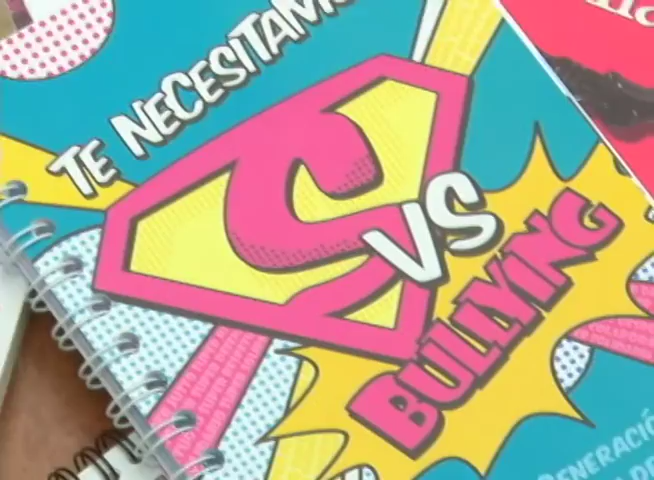 TE NECESITAM
S
VS
BULLYING
ENERACIÓ